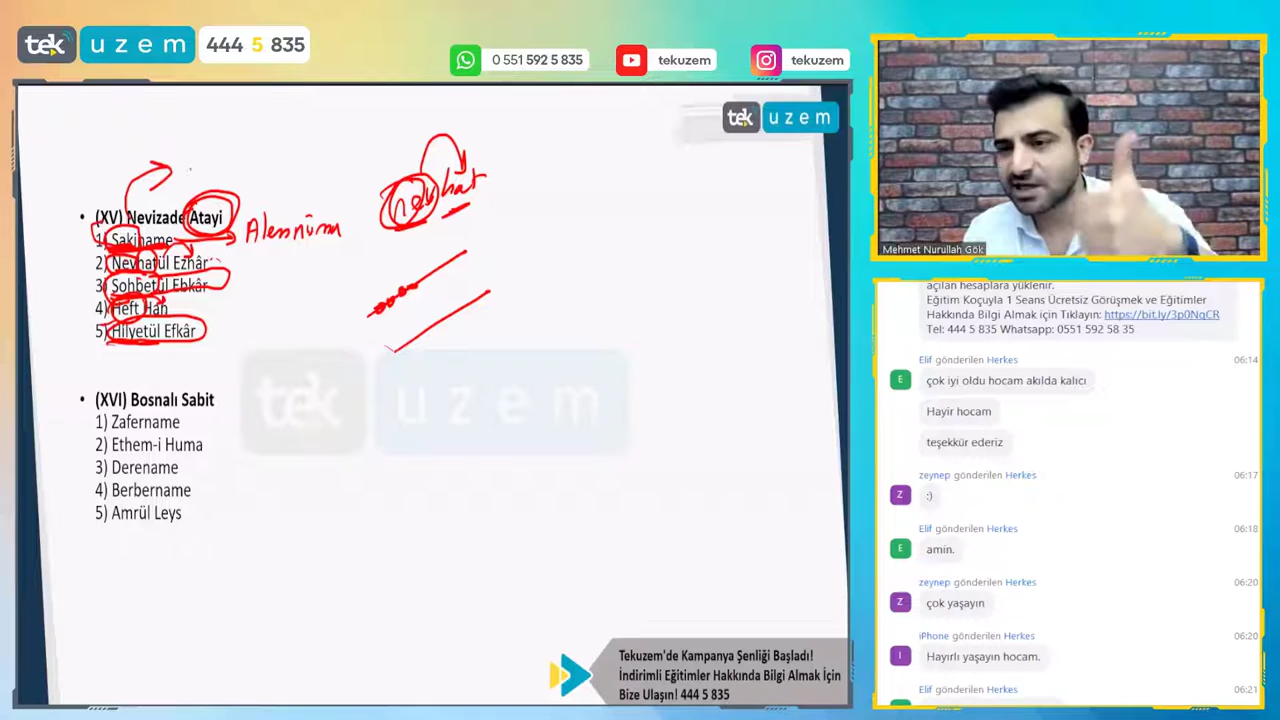 tek uzem 444 5 835
0 551 592 5 835
tekuzem
tekuzem
tek uzem
(XV) Nevizade Atayi
1) Sakiname
Alemnüma
2) Nevhatül Ezhâr
3) Sohbetül Ebkâr
4) Heft Han
5) Hilyetül Efkâr
(XVI) Bosnalı Sabit
1) Zafername
2) Ethem-i Huma
3) Derename
4) Berbername
5) Amrül Leys
tek uzem
Tekuzem'de Kampanya Şenliği Başladı!
İndirimli Eğitimler Hakkında Bilgi Almak İçin
Bize Ulaşın! 444 5 835
Mehmet Nurullah Gök
açılan hesaplara yüklenir.
Eğitim Koçuyla 1 Seans Ücretsiz Görüşmek ve Eğitimler
Hakkında Bilgi Almak için Tıklayın: https://bit.ly/3p0NqCR
Tel: 444 5 835 Whatsapp: 0551 592 58 35
Elif gönderilen Herkes 06:14
E çok iyi oldu hocam akılda kalıcı
Hayir hocam
teşekkür ederiz
zeynep gönderilen Herkes 06:17
Z :)
Elif gönderilen Herkes 06:18
E amin.
zeynep gönderilen Herkes 06:20
Z çok yaşayın
iPhone gönderilen Herkes 06:20
I Hayırlı yaşayın hocam.
Elif gönderilen Herkes 06:21